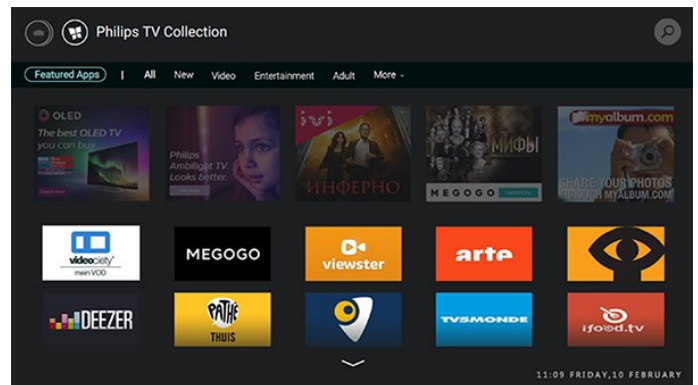 Philips TV Collection
Featured Apps | All New Video Entertainment Adult More
OLED
The best OLED TV
you can buy
Philips
Ambilight TV.
Looks better.
ivi
ИНФЕРНО
МИФЫ
MEGOGO
myalbum.com
SHARE YOUR PHOTOS
THROUGH MYALBUM.COM
videociety
mein VOD
MEGOGO
viewster
arte
DEEZER
PATHÉ
THUIS
TV5MONDE
ifood.tv
11:09 FRIDAY,10 FEBRUARY